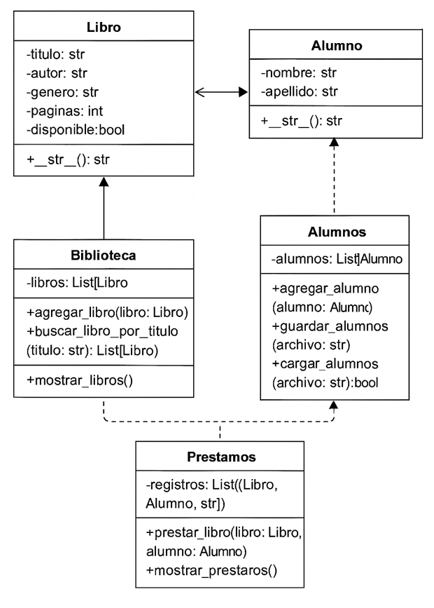 Libro
-titulo: str
-autor: str
-genero: str
-paginas: int
-disponible:bool
+__str__(): str
Alumno
-nombre: str
-apellido: str
+__str__(): str
Biblioteca
-libros: List[Libro
+agregar_libro(libro: Libro)
+buscar_libro_por_titulo
(titulo: str): List[Libro)
+mostrar_libros()
Alumnos
-alumnos: List]Alumno
+agregar_alumno
(alumno: Alumno)
+guardar_alumnos
(archivo: str)
+cargar_alumnos
(archivo: str):bool
Prestamos
-registros: List((Libro,
Alumno, str])
+prestar_libro(libro: Libro,
alumno: Alumno)
+mostrar_prestaros()